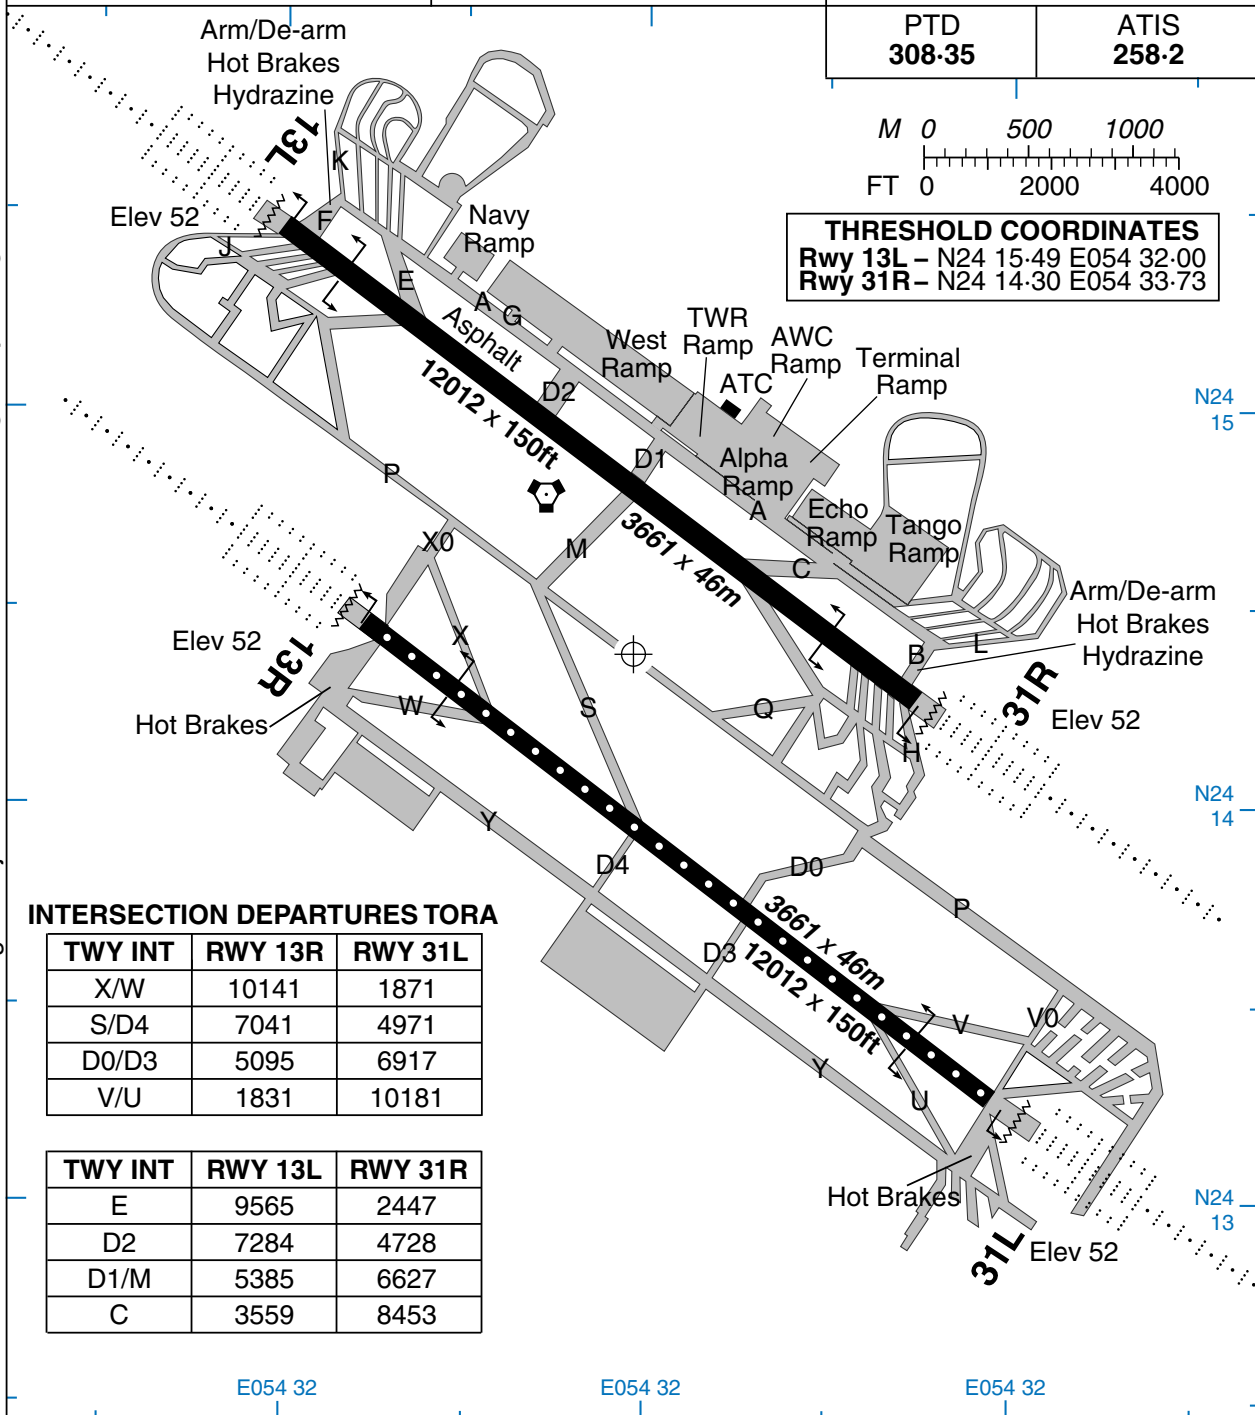 PTD
308·35
ATIS
258·2
Arm/De-arm
Hot Brakes
Hydrazine
M 0 500 1000
FT 0 2000 4000
THRESHOLD COORDINATES
Rwy 13L – N24 15·49 E054 32·00
Rwy 31R – N24 14·30 E054 33·73
13L
K
Elev 52
F
J
Navy
Ramp
E
A
G
Asphalt
West
Ramp
TWR
Ramp
AWC
Ramp
ATC
Terminal
Ramp
12012 x 150ft
D2
N24
15
D1
Alpha
Ramp
P
A
Echo
Ramp
Tango
Ramp
3661 x 46m
X0
M
C
Arm/De-arm
Hot Brakes
Hydrazine
Elev 52
13R
X
B
L
31R
Elev 52
Hot Brakes
W
S
Q
H
N24
14
Y
D4
D0
P
3661 x 46m
12012 x 150ft
D3
V
V0
Y
U
Hot Brakes
N24
13
31L
Elev 52
INTERSECTION DEPARTURES TORA
TWY INT RWY 13R RWY 31L
X/W 10141 1871
S/D4 7041 4971
D0/D3 5095 6917
V/U 1831 10181
TWY INT RWY 13L RWY 31R
E 9565 2447
D2 7284 4728
D1/M 5385 6627
C 3559 8453
E054 32
E054 32
E054 32